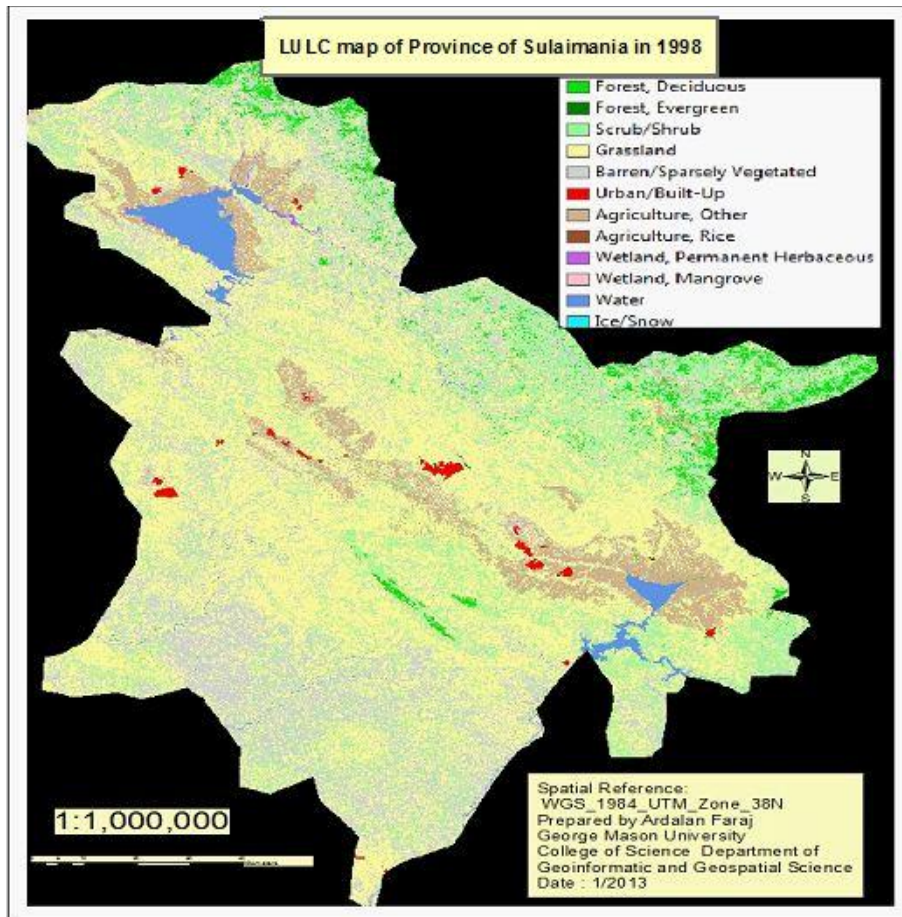 LULC map of Province of Sulaimania in 1998
Forest, Deciduous
Forest, Evergreen
Scrub/Shrub
Grassland
Barren/Sparsely Vegetated
Urban/Built-Up
Agriculture, Other
Agriculture, Rice
Wetland, Permanent Herbaceous
Wetland, Mangrove
Water
Ice/Snow
N
W E
S
1:1,000,000
Spatial Reference:
WGS_1984_UTM_Zone_38N
Prepared by Ardalan Faraj
George Mason University
College of Science Department of
Geoinformatic and Geospatial Science
Date : 1/2013